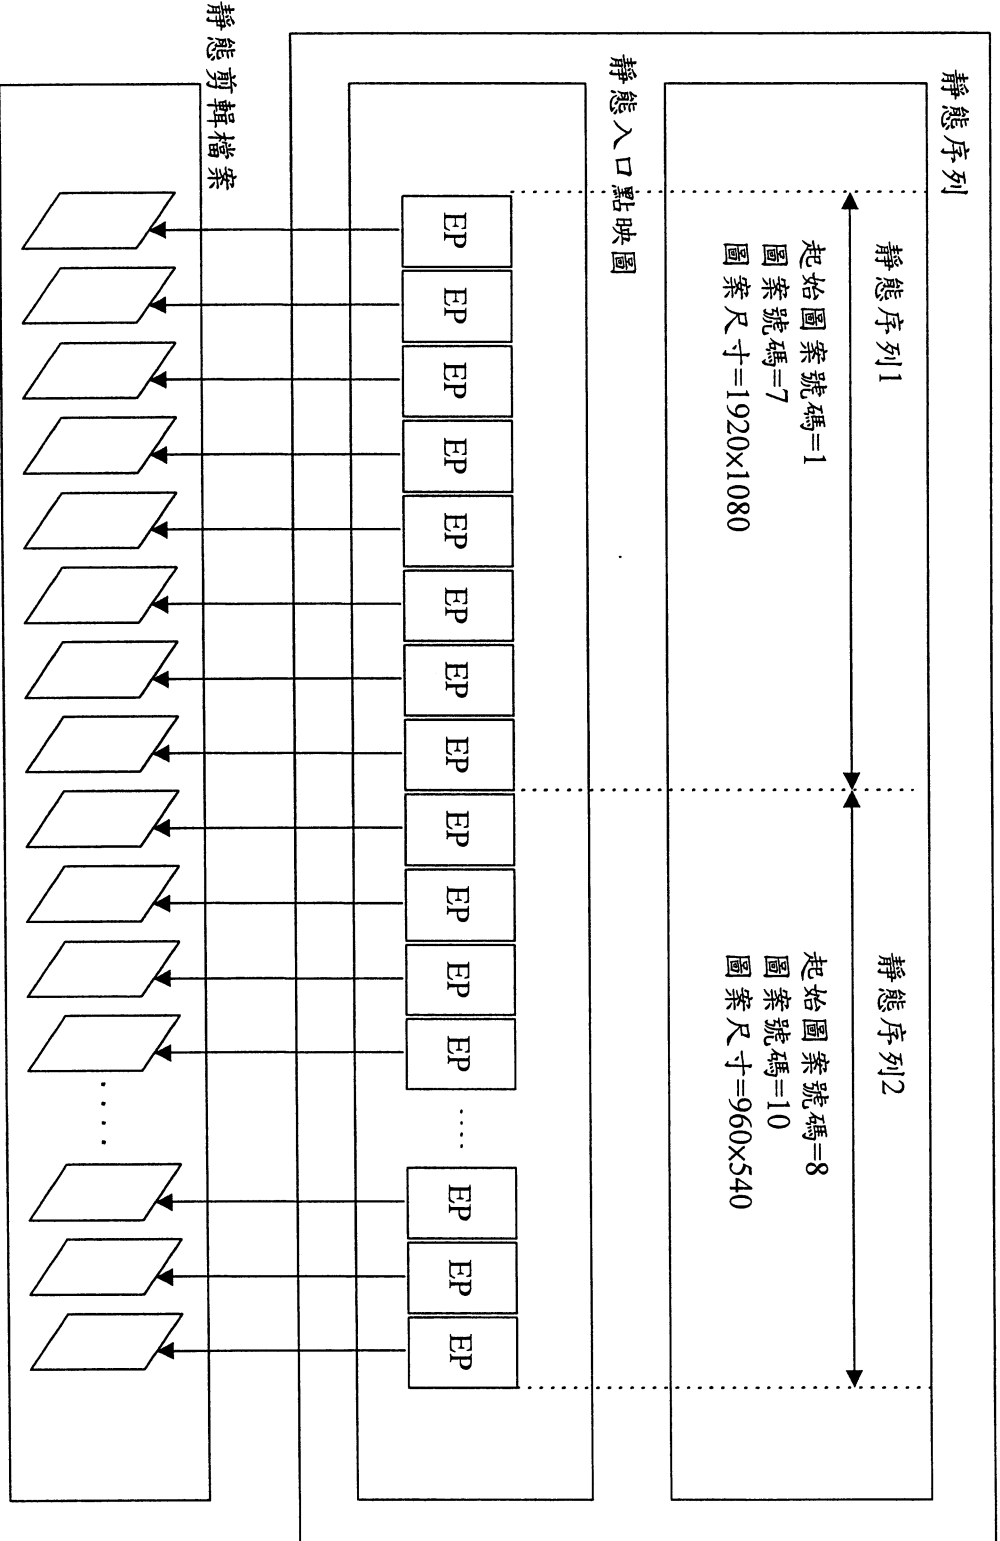 靜態序列
靜態序列1
起始圖案號碼=1
圖案號碼=7
圖案尺寸=1920x1080
靜態序列2
起始圖案號碼=8
圖案號碼=10
圖案尺寸=960x540
靜態入口點映圖
EP
EP
EP
EP
EP
EP
EP
EP
EP
EP
EP
EP
....
EP
EP
EP
靜態剪輯檔案
....